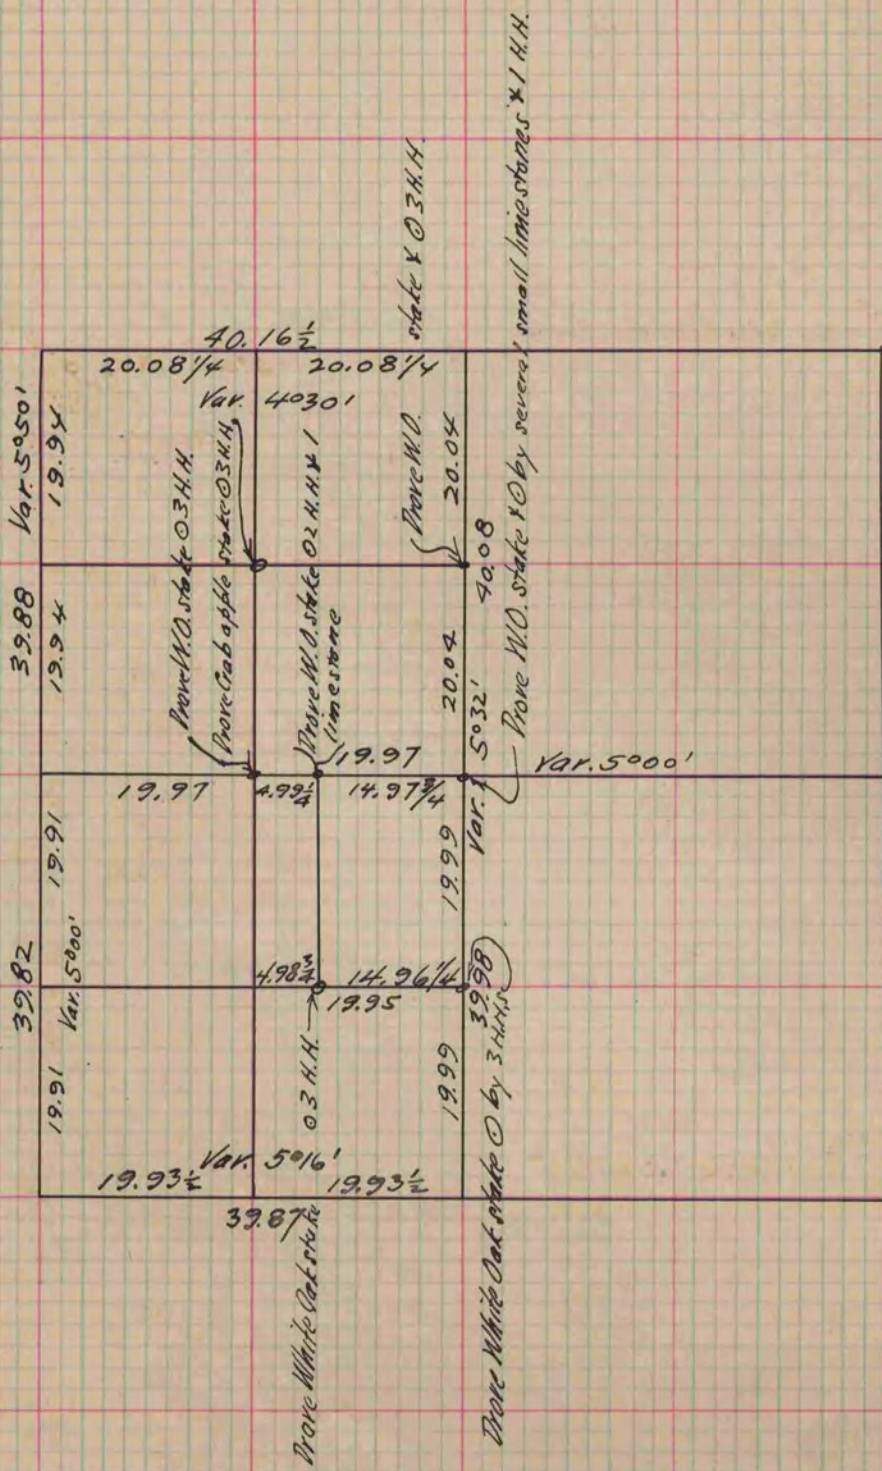 Drove W.O. stake & ⊙ by several small limestones & 1 H.H.
stake & ⊙ 3 H.H.
40.16½
20.08¼
20.08¼
Var. 4°30'
39.88 Var. 5°50'
19.94
19.94
Drove W.O. stake ⊙ 3 H.H.
Drove Crab apple stake ⊙ 3 H.H.
Drove W.O. stake ⊙ 2 H.H. & 1
limestone
Drove W.O.
20.04
40.08
20.04
19.97
19.97
4.99¼
14.97¾
Var. 5°32'
Var. 5°00'
39.82
19.91
Var. 5°00'
19.91
4.98¾
14.96¼
19.95
19.99
39.98
19.99
⊙ 3 H.H.
Drove White Oak stake
Drove White Oak stake ⊙ by 3 H.H.s
Var. 5°16'
19.93½
19.93½
39.87